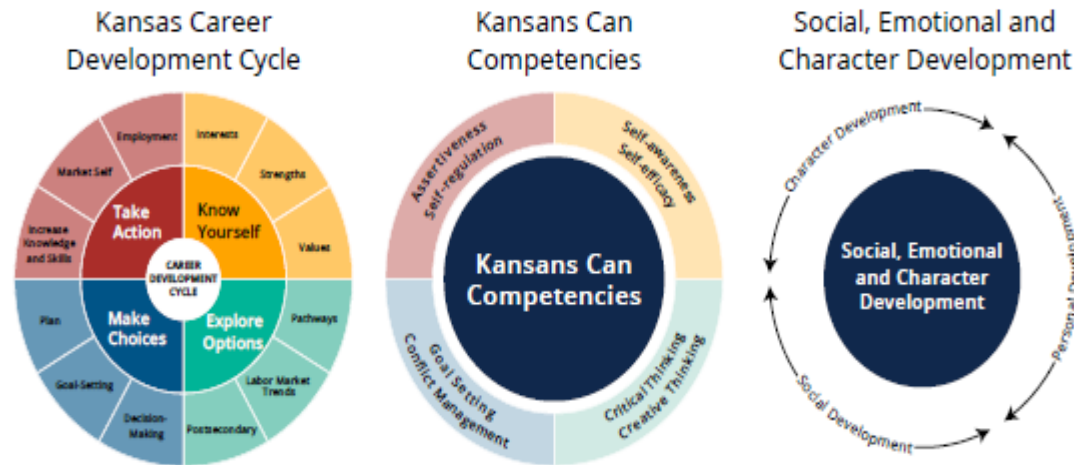 Kansas Career
Development Cycle
Employment
Interests
Market Self
Strengths
Increase
Knowledge
and Skills
Values
Take
Action
Know
Yourself
CAREER
DEVELOPMENT
CYCLE
Make
Choices
Explore
Options
Plan
Pathways
Goal-Setting
Labor Market
Trends
Decision-
Making
Postsecondary
Kansans Can
Competencies
Assertiveness
Self-regulation
Self-awareness
Self-efficacy
Kansans Can
Competencies
Goal Setting
Conflict Management
Critical Thinking
Creative Thinking
Social, Emotional and
Character Development
Character Development
Personal Development
Social, Emotional
and Character
Development
Social Development